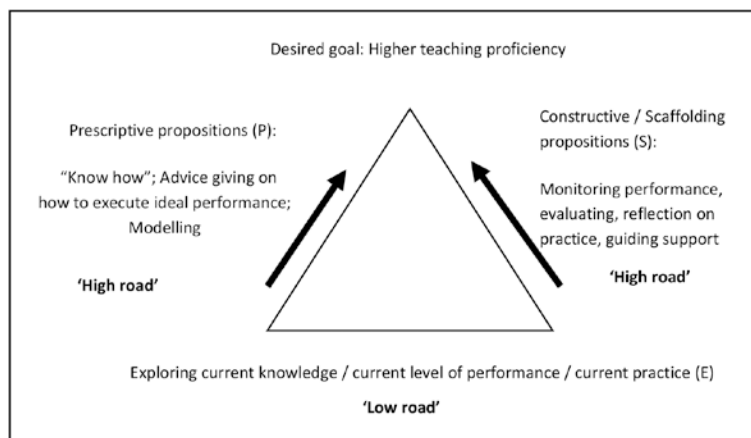 Desired goal: Higher teaching proficiency
Prescriptive propositions (P):
“Know how”; Advice giving on
how to execute ideal performance;
Modelling
‘High road’
Constructive / Scaffolding
propositions (S):
Monitoring performance,
evaluating, reflection on
practice, guiding support
‘High road’
Exploring current knowledge / current level of performance / current practice (E)
‘Low road’